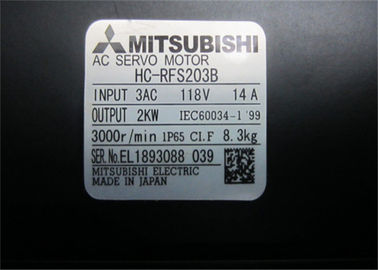 MITSUBISHI
AC SERVO MOTOR
HC-RFS203B
INPUT 3AC 118V 14 A
OUTPUT 2KW IEC60034-1 '99
3000r/min IP65 CI.F 8.3kg
SER.No.EL1893088 039
MITSUBISHI ELECTRIC
MADE IN JAPAN